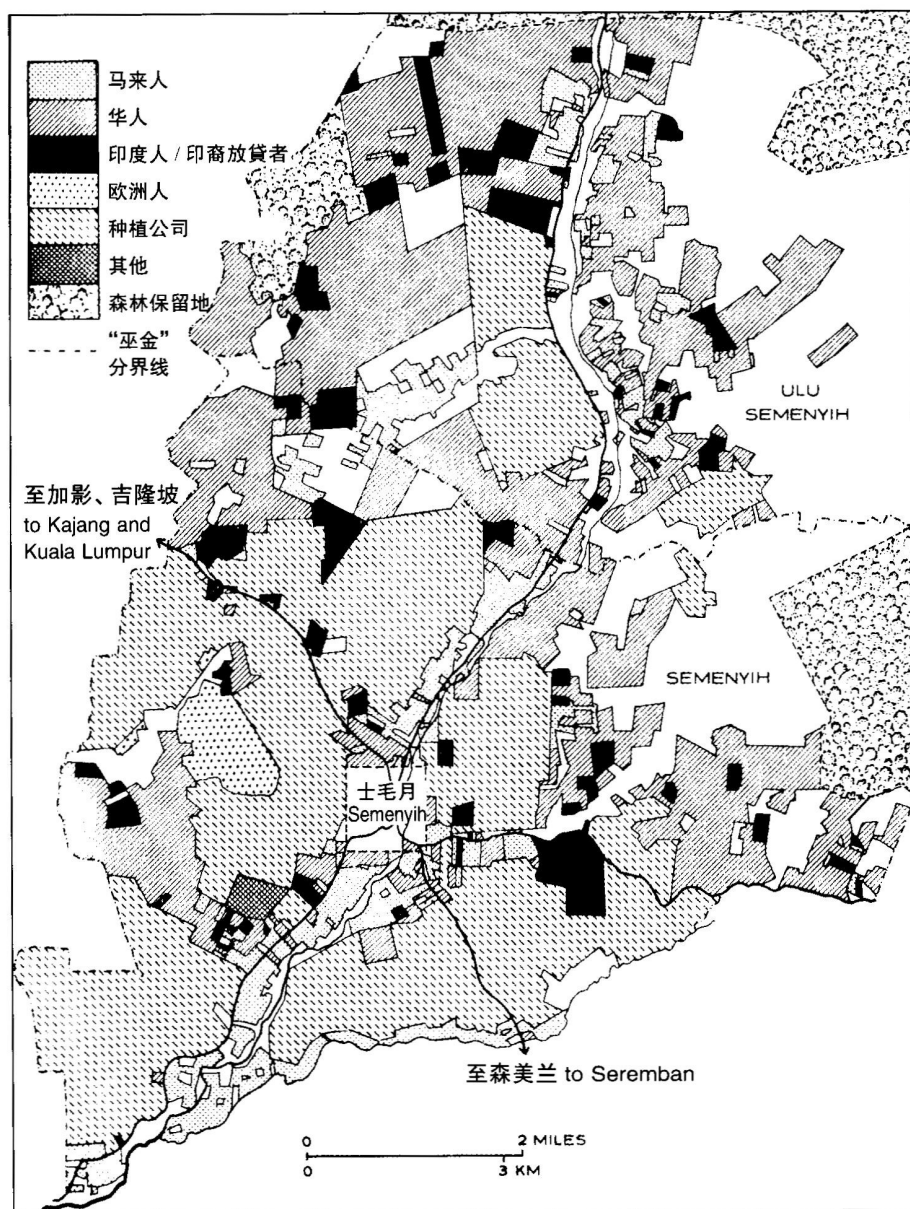 马来人
华人
印度人 / 印裔放貸者
欧洲人
种植公司
其他
森林保留地
“巫金”
分界线
ULU
SEMENYIH
至加影、吉隆坡
to Kajang and
Kuala Lumpur
SEMENYIH
士毛月
Semenyih
至森美兰 to Seremban
0 2 MILES
0 3 KM